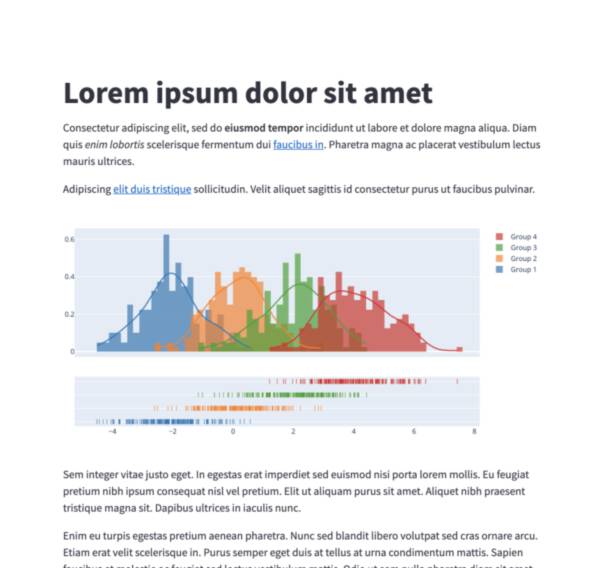 Lorem ipsum dolor sit amet
Consectetur adipiscing elit, sed do eiusmod tempor incididunt ut labore et dolore magna aliqua. Diam
quis enim lobortis scelerisque fermentum dui faucibus in. Pharetra magna ac placerat vestibulum lectus
mauris ultrices.
Adipiscing elit duis tristique sollicitudin. Velit aliquet sagittis id consectetur purus ut faucibus pulvinar.
0.6
0.4
0.2
0
Group 4
Group 3
Group 2
Group 1
−4 −2 0 2 4 6 8
Sem integer vitae justo eget. In egestas erat imperdiet sed euismod nisi porta lorem mollis. Eu feugiat
pretium nibh ipsum consequat nisl vel pretium. Elit ut aliquam purus sit amet. Aliquet nibh praesent
tristique magna sit. Dapibus ultrices in iaculis nunc.
Enim eu turpis egestas pretium aenean pharetra. Nunc sed blandit libero volutpat sed cras ornare arcu.
Etiam erat velit scelerisque in. Purus semper eget duis at tellus at urna condimentum mattis. Sapien